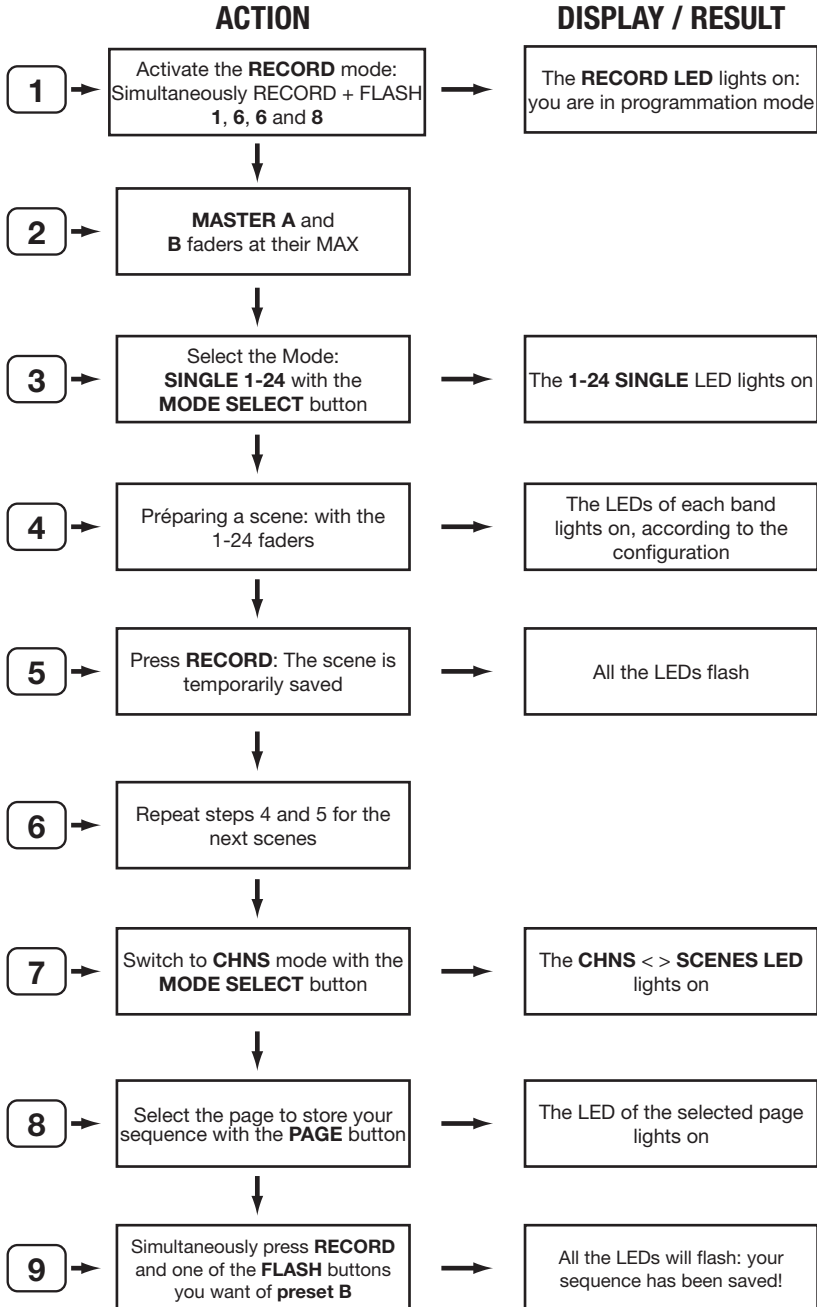 ACTION
DISPLAY / RESULT
1
Activate the RECORD mode:
Simultaneously RECORD + FLASH
1, 6, 6 and 8
The RECORD LED lights on:
you are in programmation mode
2
MASTER A and
B faders at their MAX
3
Select the Mode:
SINGLE 1-24 with the
MODE SELECT button
The 1-24 SINGLE LED lights on
4
Préparing a scene: with the
1-24 faders
The LEDs of each band
lights on, according to the
configuration
5
Press RECORD: The scene is
temporarily saved
All the LEDs flash
6
Repeat steps 4 and 5 for the
next scenes
7
Switch to CHNS mode with the
MODE SELECT button
The CHNS < > SCENES LED
lights on
8
Select the page to store your
sequence with the PAGE button
The LED of the selected page
lights on
9
Simultaneously press RECORD
and one of the FLASH buttons
you want of preset B
All the LEDs will flash: your
sequence has been saved!